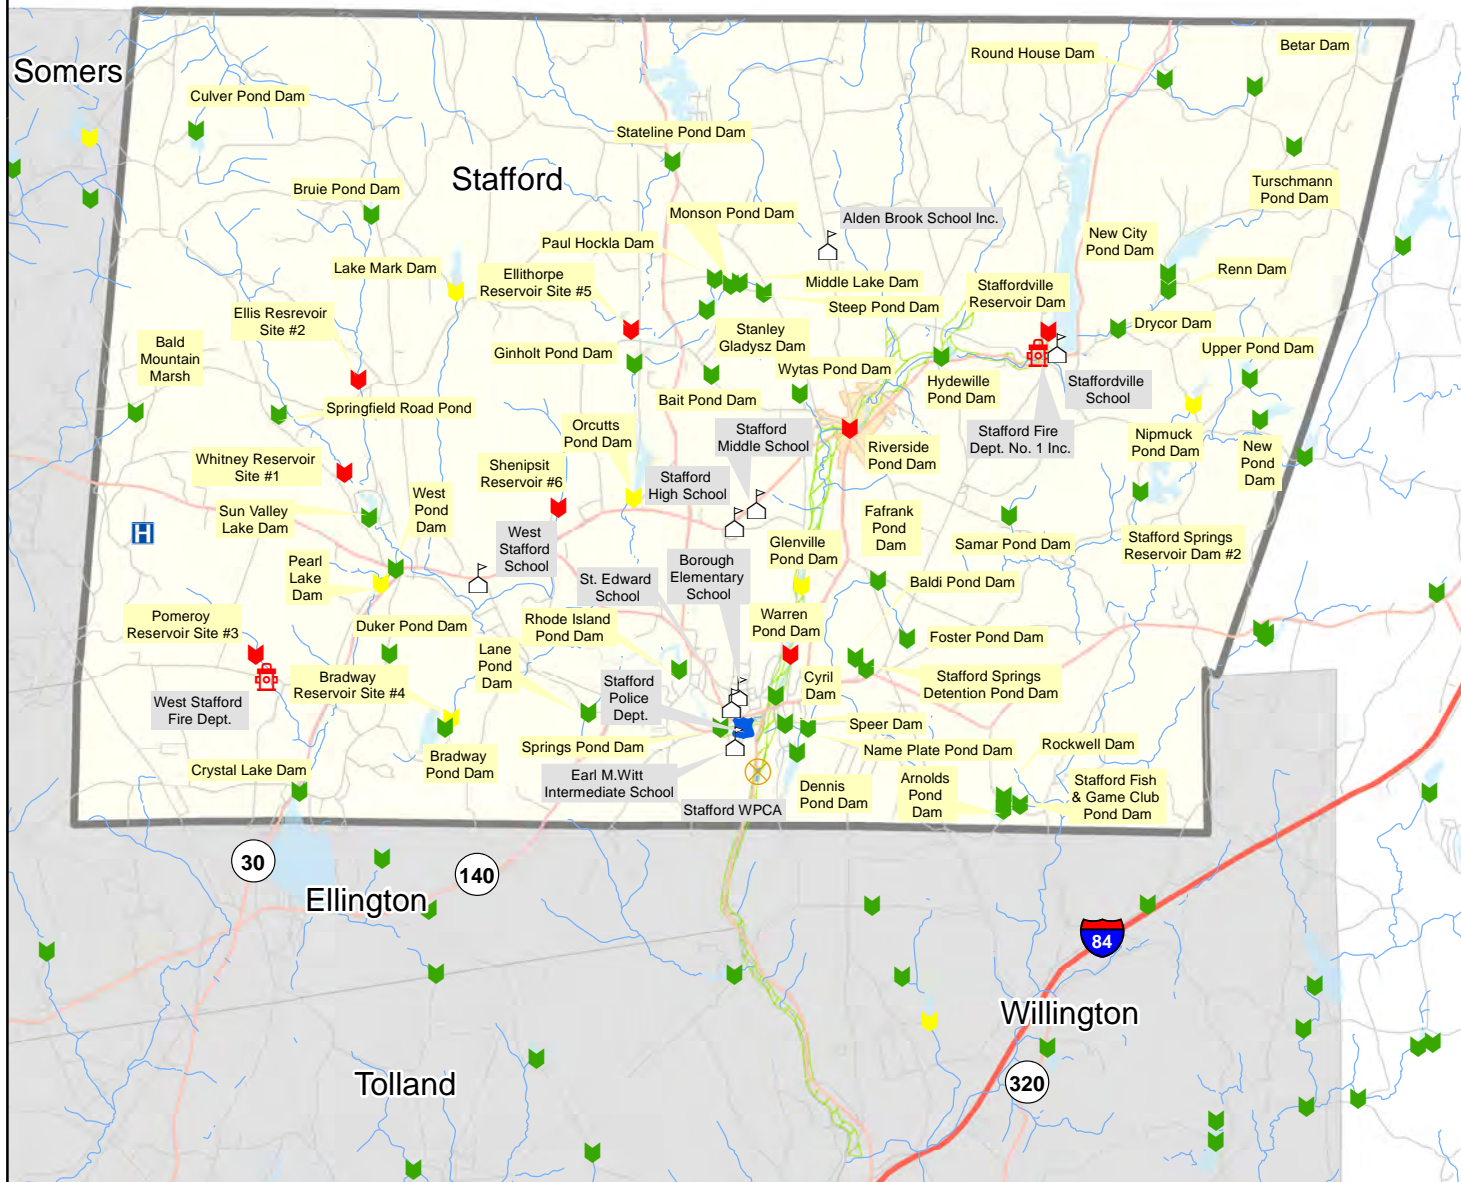 Somers
Culver Pond Dam
Round House Dam
Betar Dam
Stateline Pond Dam
Stafford
Bruie Pond Dam
Turschmann
Pond Dam
Monson Pond Dam
Alden Brook School Inc.
Paul Hockla Dam
New City
Pond Dam
Lake Mark Dam
Ellithorpe
Reservoir Site #5
Middle Lake Dam
Steep Pond Dam
Staffordville
Reservoir Dam
Renn Dam
Ellis Resrevoir
Site #2
Stanley
Gladysz Dam
Drycor Dam
Bald
Mountain
Marsh
Ginholt Pond Dam
Upper Pond Dam
Wytas Pond Dam
Hydewille
Pond Dam
Staffordville
School
Springfield Road Pond
Bait Pond Dam
Orcutts
Pond Dam
Stafford
Middle School
Riverside
Pond Dam
Stafford Fire
Dept. No. 1 Inc.
Nipmuck
Pond Dam
New
Pond
Dam
Whitney Reservoir
Site #1
Shenipsit
Reservoir #6
Stafford
High School
Sun Valley
Lake Dam
West
Pond
Dam
West
Stafford
School
Fafrank
Pond
Dam
Samar Pond Dam
Stafford Springs
Reservoir Dam #2
H
Glenville
Pond Dam
Pearl
Lake
Dam
St. Edward
School
Borough
Elementary
School
Baldi Pond Dam
Pomeroy
Reservoir Site #3
Duker Pond Dam
Rhode Island
Pond Dam
Warren
Pond Dam
Foster Pond Dam
Lane
Pond
Dam
West Stafford
Fire Dept.
Bradway
Reservoir Site #4
Stafford
Police
Dept.
Cyril
Dam
Stafford Springs
Detention Pond Dam
Speer Dam
Springs Pond Dam
Name Plate Pond Dam
Rockwell Dam
Bradway
Pond Dam
Crystal Lake Dam
Earl M.Witt
Intermediate School
Dennis
Pond Dam
Arnolds
Pond
Dam
Stafford Fish
& Game Club
Pond Dam
Stafford WPCA
30
140
Ellington
84
Willington
Tolland
320